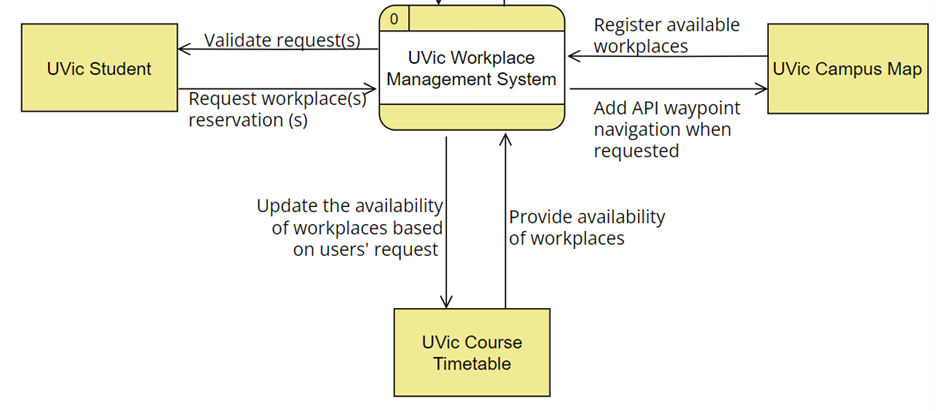 0
UVic Workplace
Management System
UVic Student
Validate request(s)
Request workplace(s)
reservation (s)
Register available
workplaces
UVic Campus Map
Add API waypoint
navigation when
requested
Update the availability
of workplaces based
on users' request
Provide availability
of workplaces
UVic Course
Timetable